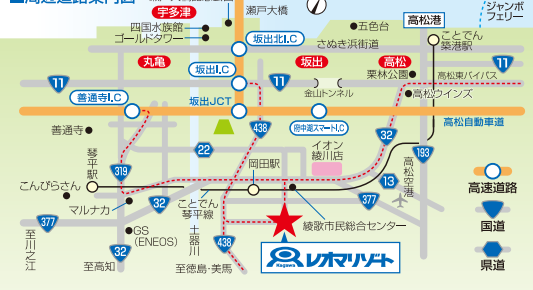 宇多津
瀬戸大橋
四国水族館
ゴールドタワー
五色台
高松港
ジャンボ
フェリー
坂出北I.C
さぬき浜街道
ことでん
築港駅
丸亀
坂出I.C
坂出
高松
栗林公園
11
11
11
金山トンネル
高松東バイパス
善通寺I.C
坂出JCT
高松ウインズ
府中湖スマートI.C
高松自動車道
438
善通寺
32
22
イオン
綾川店
193
琴平駅
319
岡田駅
高松空港
こんぴらさん
13
高速道路
マルナカ
32
ことでん
琴平線
377
377
土器川
綾歌市民総合センター
国道
至川之江
GS
(ENEOS)
438
レオマリゾート
Kagawa
32
至高知
至徳島・美馬
県道